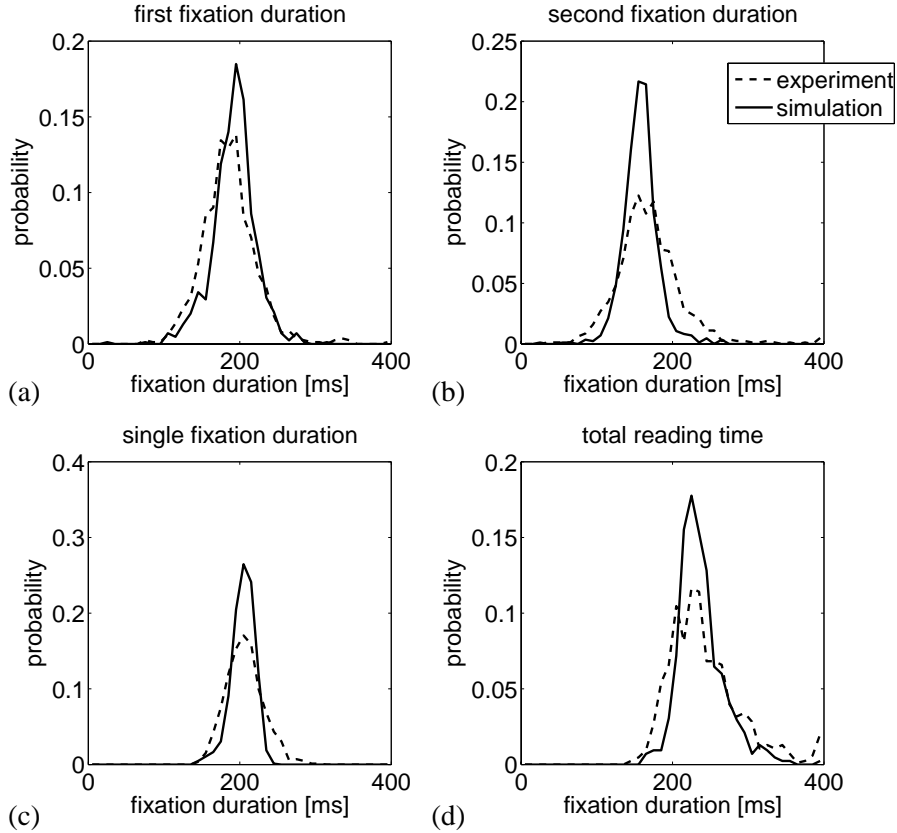 first fixation duration
0.2
0.15
0.1
0.05
0
probability
0 200 400
fixation duration [ms]
(a)
second fixation duration
0.25
0.2
0.15
0.1
0.05
0
probability
experiment
simulation
0 200 400
fixation duration [ms]
(b)
single fixation duration
0.4
0.3
0.2
0.1
0
probability
0 200 400
fixation duration [ms]
(c)
total reading time
0.2
0.15
0.1
0.05
0
probability
0 200 400
fixation duration [ms]
(d)